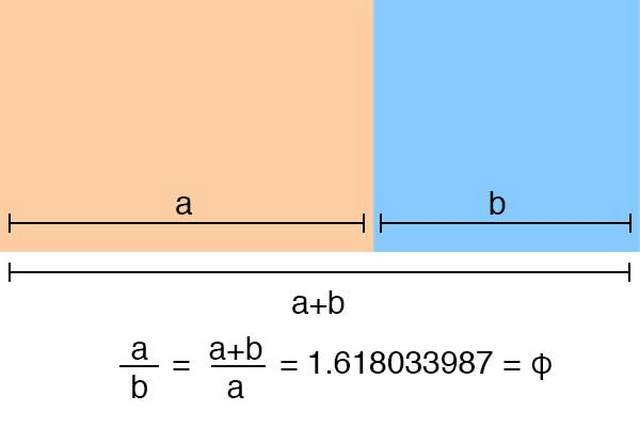 a b
a+b
a/b = a+b/a = 1.618033987 = ϕ